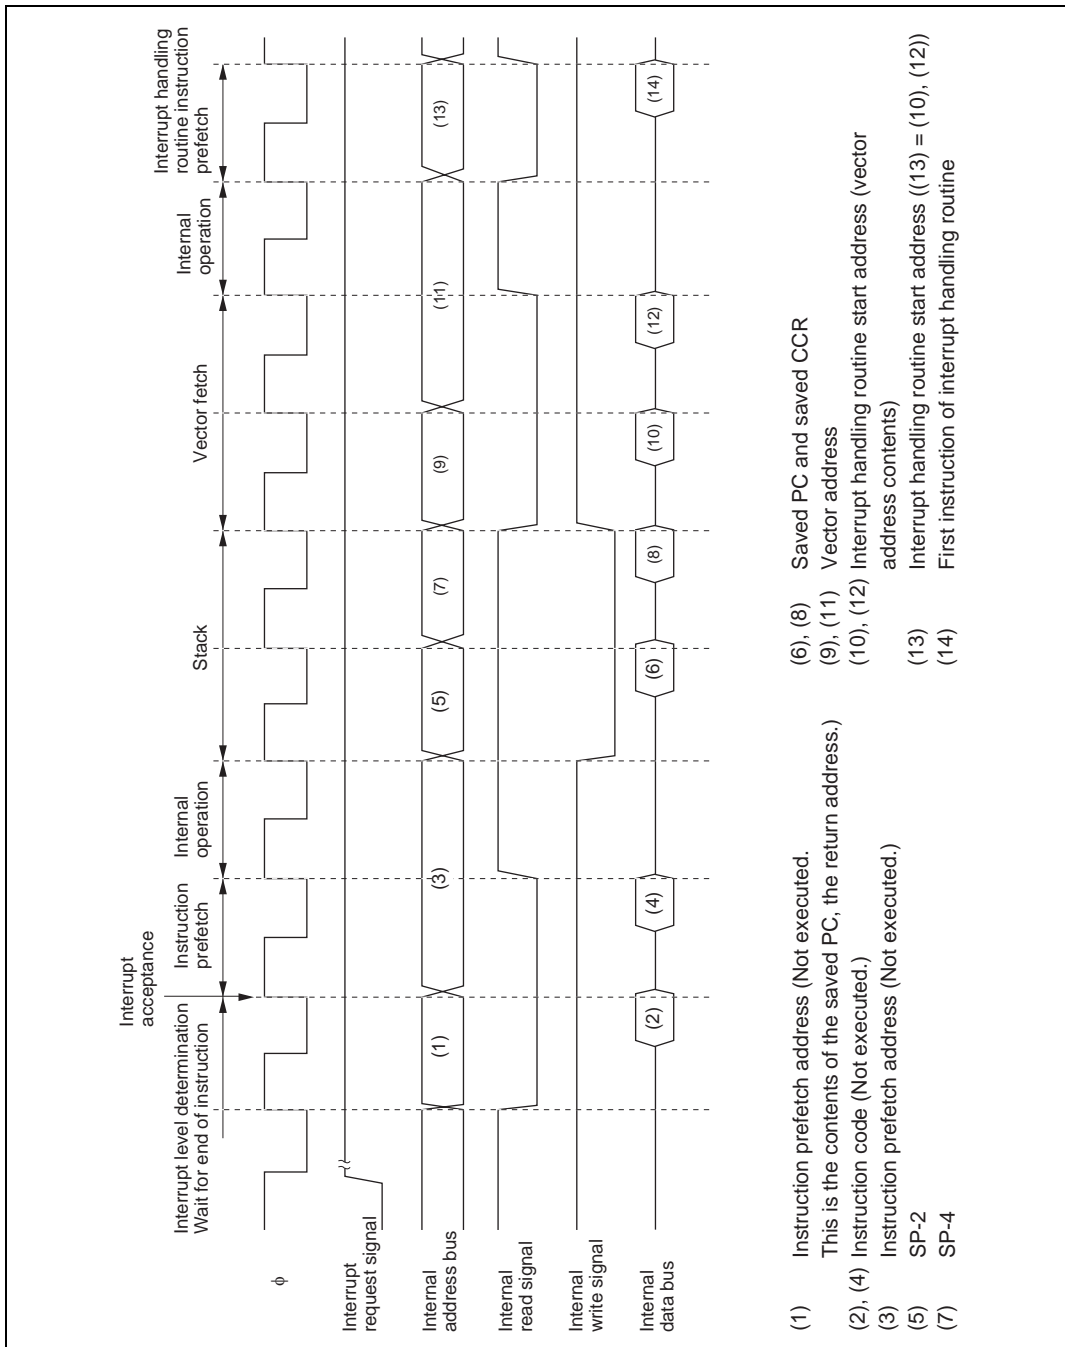 Interrupt level determination
Wait for end of instruction
Interrupt
acceptance
Instruction
prefetch
Internal
operation
Stack
Vector fetch
Internal
operation
Interrupt handling
routine instruction
prefetch
φ
Interrupt
request signal
Internal
address bus
(1)
(3)
(5)
(7)
(9)
(11)
(13)
Internal
read signal
Internal
write signal
Internal
data bus
(2)
(4)
(6)
(8)
(10)
(12)
(14)
(1) Instruction prefetch address (Not executed.
This is the contents of the saved PC, the return address.)
(2), (4) Instruction code (Not executed.)
(3) Instruction prefetch address (Not executed.)
(5) SP-2
(7) SP-4
(6), (8) Saved PC and saved CCR
(9), (11) Vector address
(10), (12) Interrupt handling routine start address (vector
address contents)
(13) Interrupt handling routine start address ((13) = (10), (12))
(14) First instruction of interrupt handling routine